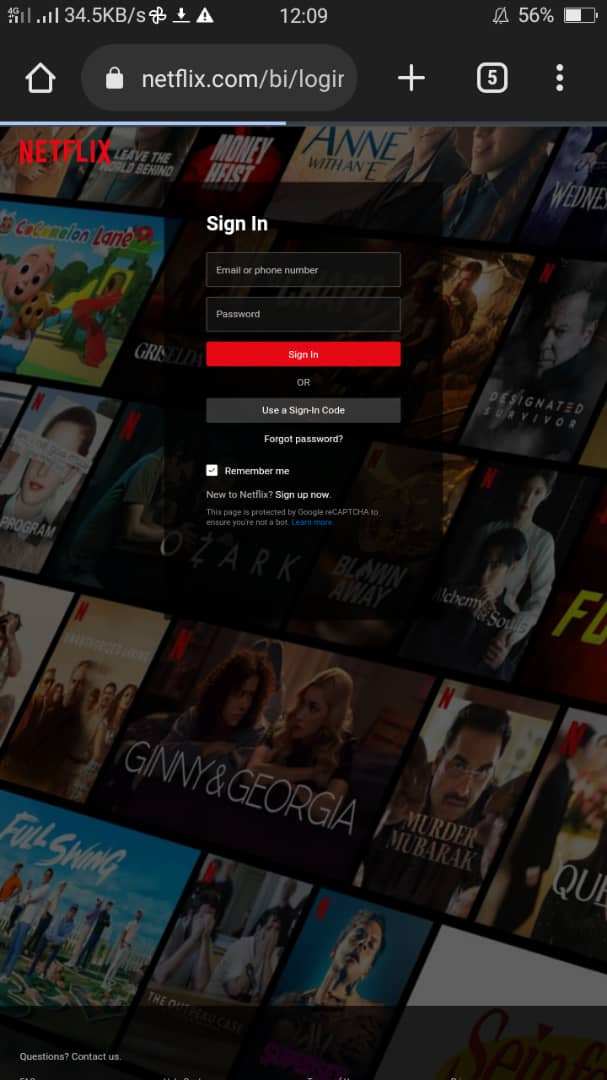 4G 34.5KB/s 12:09 56%
netflix.com/bi/logir
5
NETFLIX
LEAVE THE
WORLD BEHIND
MONEY
HEIST
ANNE
WITH AN E
WEDNES
CoComelon Lane
Sign In
Email or phone number
Password
GRISELDA
Sign In
OR
Use a Sign-In Code
Forgot password?
DESIGNATED
SURVIVOR
Remember me
New to Netflix? Sign up now.
This page is protected by Google reCAPTCHA to
ensure you're not a bot. Learn more.
PROGRAM
OZARK
BLOWN
AWAY
Alchemy of Souls
FU
GINNY & GEORGIA
MURDER
MUBARAK
QUE
FULL SWING
THE OUTREAU CASE
Seinfe
Questions? Contact us.